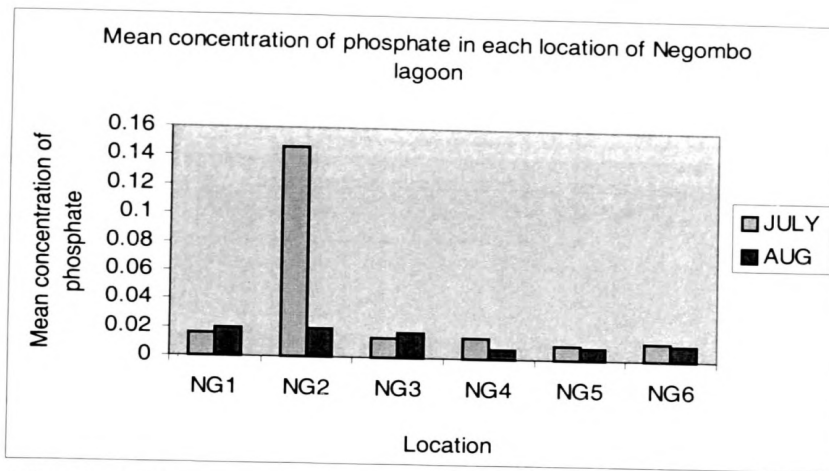 Mean concentration of phosphate in each location of Negombo
lagoon
Mean concentration of
phosphate
0.16
0.14
0.12
0.1
0.08
0.06
0.04
0.02
0
NG1 NG2 NG3 NG4 NG5 NG6
Location
JULY
AUG